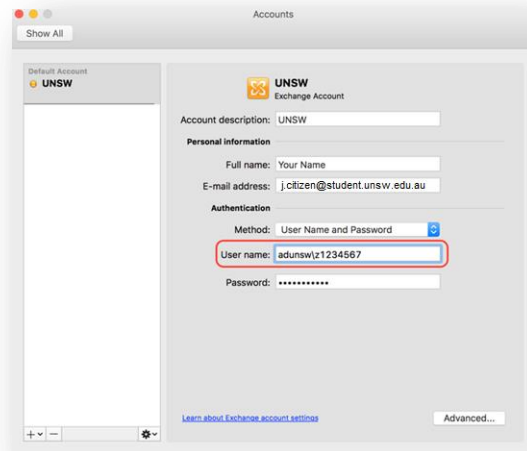 Accounts
Show All
Default Account
UNSW
UNSW
Exchange Account
Account description: UNSW
Personal information
Full name: Your Name
E-mail address: j.citizen@student.unsw.edu.au
Authentication
Method: User Name and Password
User name: adunsw\z1234567
Password: •••••••••••
Learn about Exchange account settings
Advanced...